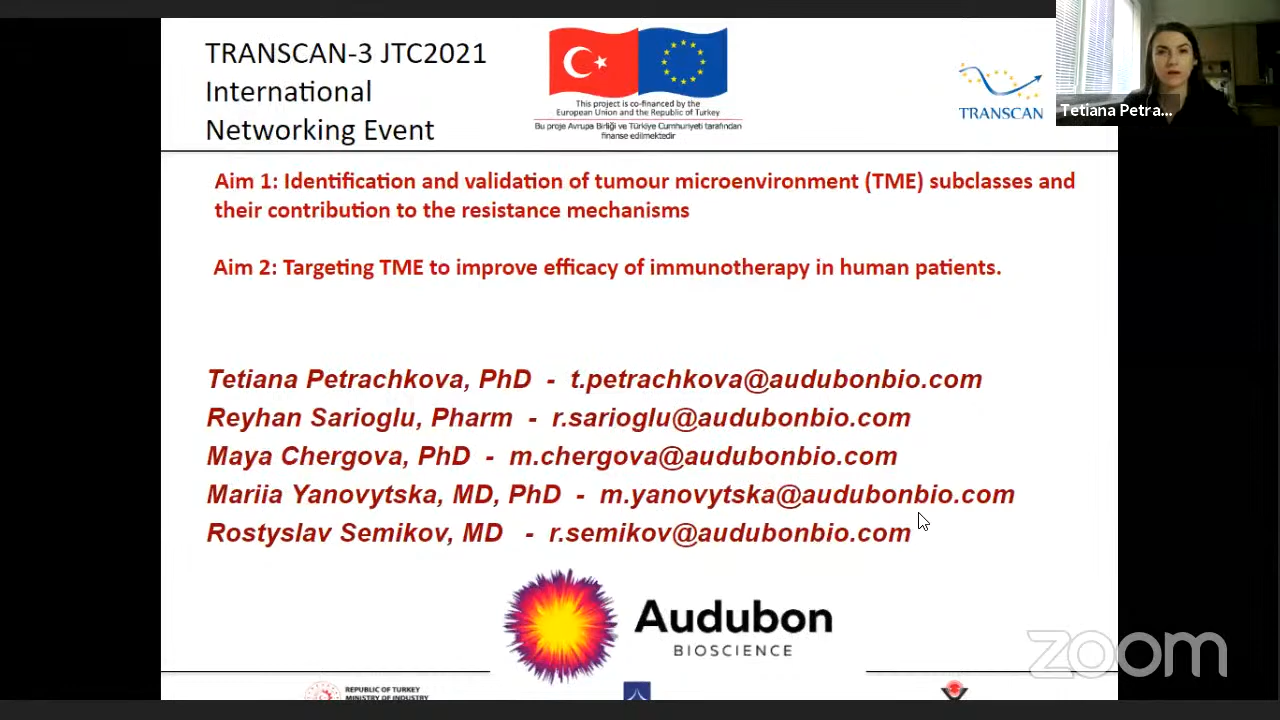 TRANSCAN-3 JTC2021
International
Networking Event
This project is co-financed by the
European Union and the Republic of Turkey
Bu proje Avrupa Birliği ve Türkiye Cumhuriyeti tarafından
finanse edilmektedir
TRANSCAN
Tetiana Petra...
Aim 1: Identification and validation of tumour microenvironment (TME) subclasses and
their contribution to the resistance mechanisms
Aim 2: Targeting TME to improve efficacy of immunotherapy in human patients.
Tetiana Petrachkova, PhD - t.petrachkova@audubonbio.com
Reyhan Sarioglu, Pharm - r.sarioglu@audubonbio.com
Maya Chergova, PhD - m.chergova@audubonbio.com
Mariia Yanovytska, MD, PhD - m.yanovytska@audubonbio.com
Rostyslav Semikov, MD - r.semikov@audubonbio.com
Audubon
BIOSCIENCE
zoom
REPUBLIC OF TURKEY
MINISTRY OF INDUSTRY